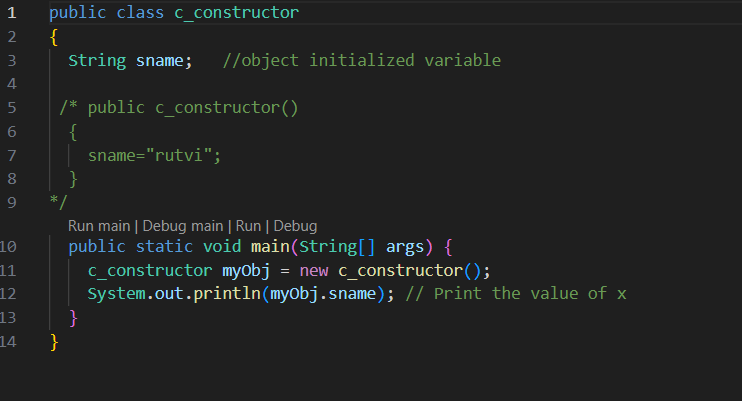 1 public class c_constructor
2 {
3 String sname; //object initialized variable
4
5 /* public c_constructor()
6 {
7 sname="rutvi";
8 }
9 */
Run main | Debug main | Run | Debug
10 public static void main(String[] args) {
11 c_constructor myObj = new c_constructor();
12 System.out.println(myObj.sname); // Print the value of x
13 }
14 }